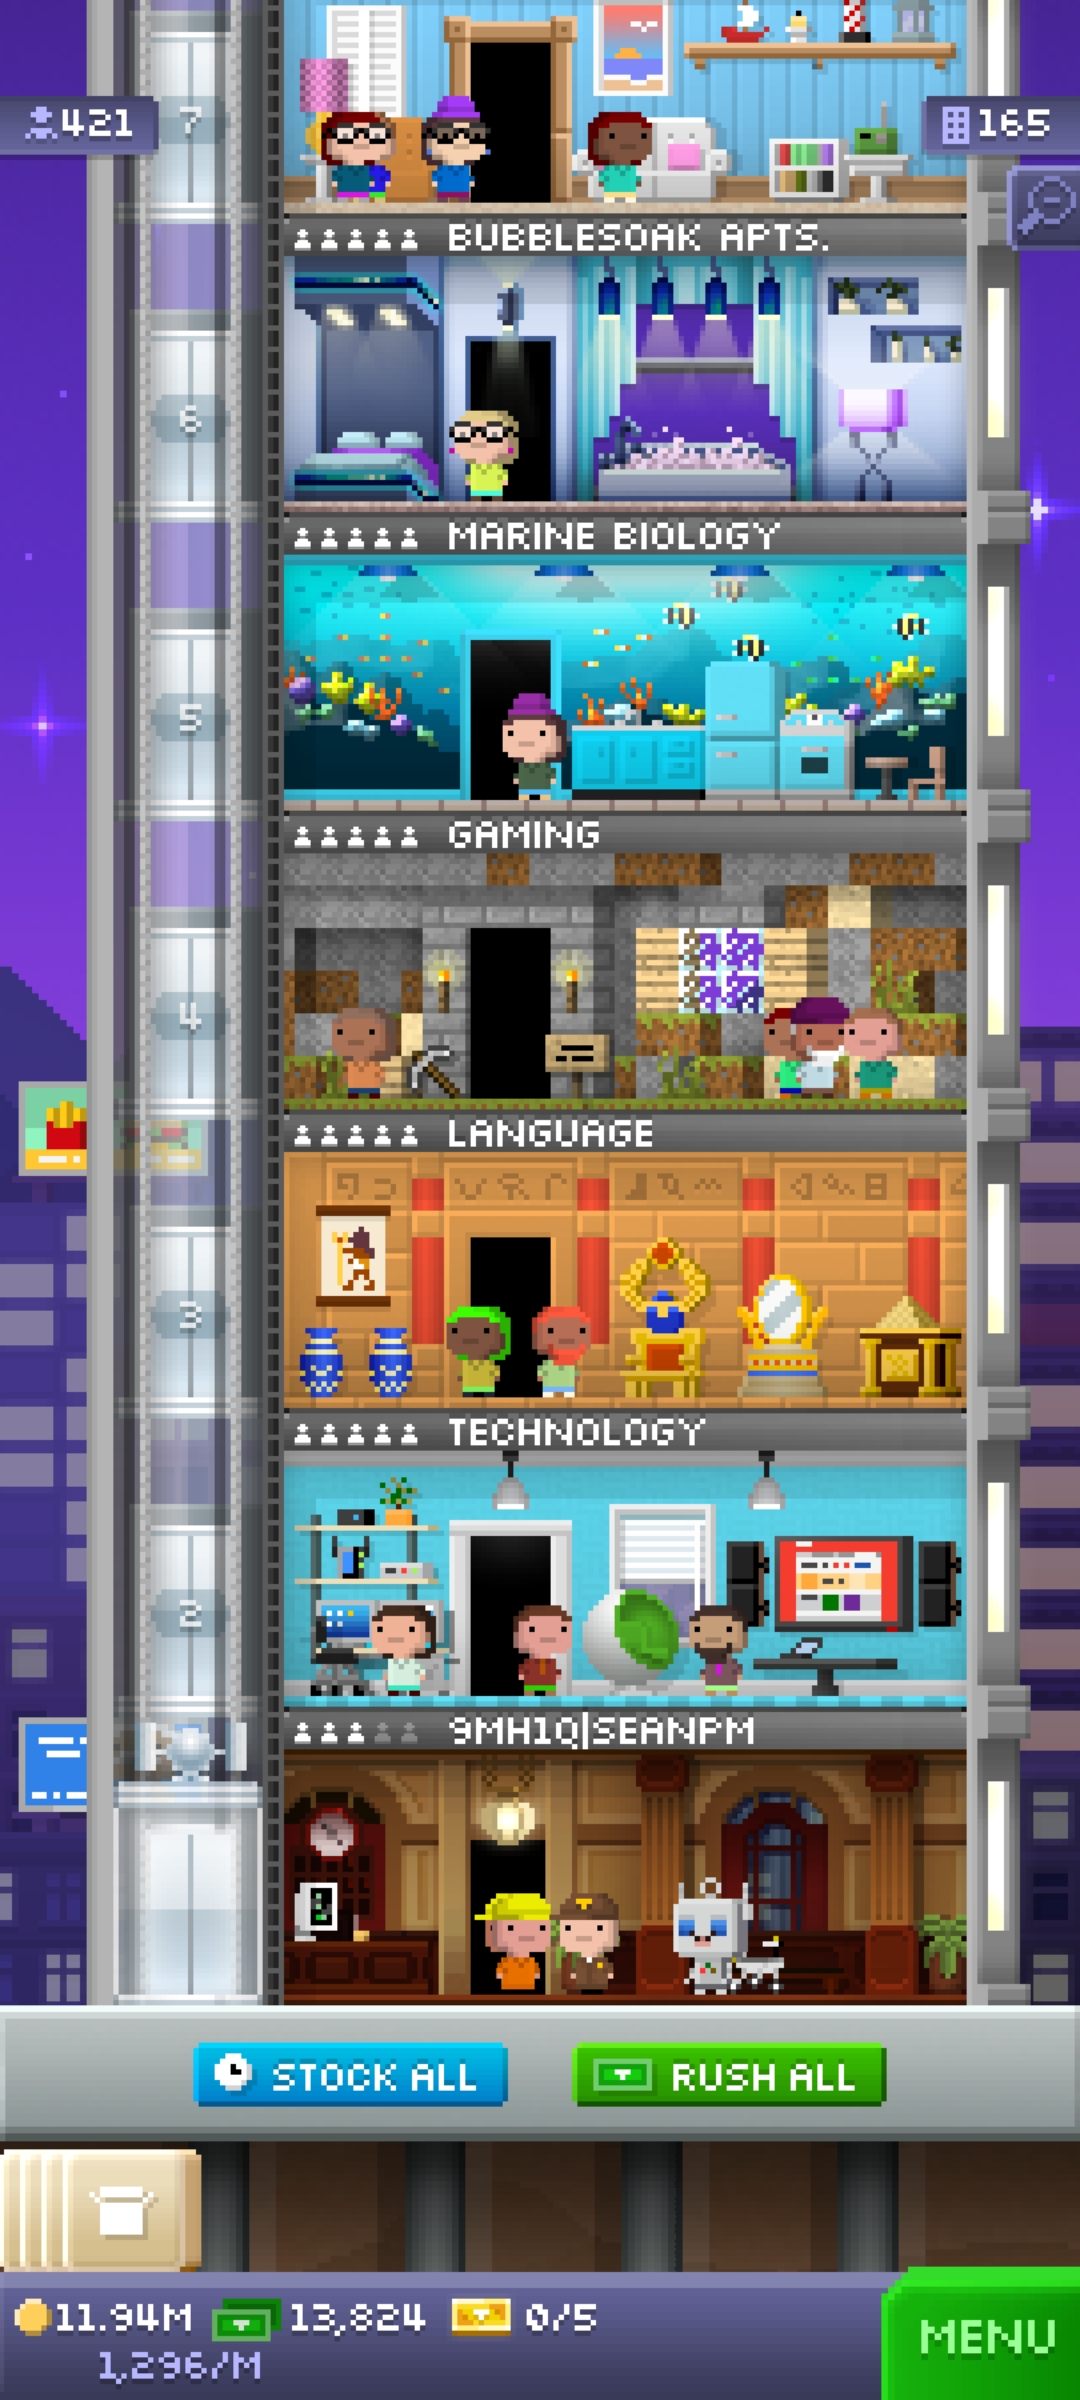 421
7
165
BUBBLESOAK APTS.
6
MARINE BIOLOGY
5
GAMING
4
LANGUAGE
3
TECHNOLOGY
2
9MH1Q|SEANPM
STOCK ALL
RUSH ALL
11.94M
13,824
0/5
MENU
1,296/M